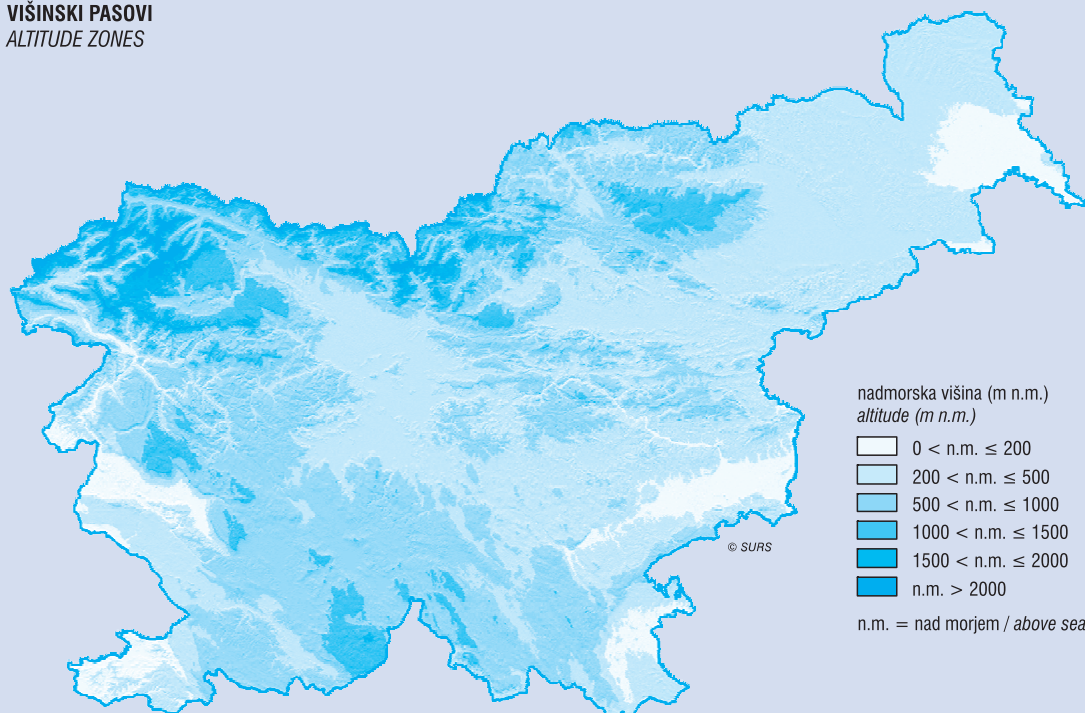 VIŠINSKI PASOVI
ALTITUDE ZONES
nadmorska višina (m n.m.)
altitude (m n.m.)
0 < n.m. ≤ 200
200 < n.m. ≤ 500
500 < n.m. ≤ 1000
1000 < n.m. ≤ 1500
1500 < n.m. ≤ 2000
n.m. > 2000
© SURS
n.m. = nad morjem / above sea